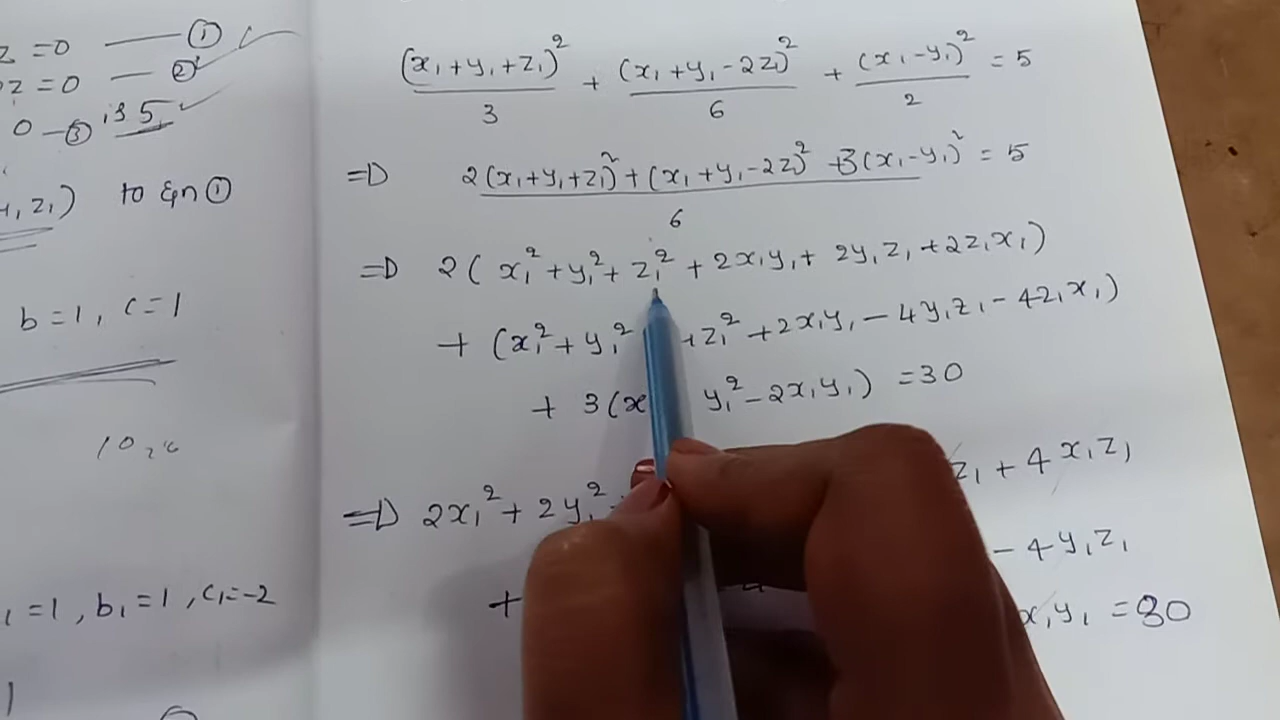 z = 0 —— ①
z = 0 — ②
0 — ③ is 5
, z₁) to Eqn ①
b = 1, c = 1
= 1, b₁ = 1, c₁ = -2
(x₁ + y₁ + z₁)²/3 + (x₁ + y₁ - 2z₁)²/6 + (x₁ - y₁)²/2 = 5
⇒ 2(x₁ + y₁ + z₁)² + (x₁ + y₁ - 2z₁)² + 3(x₁ - y₁)² / 6 = 5
⇒ 2(x₁² + y₁² + z₁² + 2x₁y₁ + 2y₁z₁ + 2z₁x₁)
+ (x₁² + y₁² + z₁² + 2x₁y₁ - 4y₁z₁ - 4z₁x₁)
+ 3(x y₁² - 2x₁y₁) = 30
⇒ 2x₁² + 2y₁² z₁ + 4x₁z₁
+ - 4y₁z₁
x₁y₁ = 30